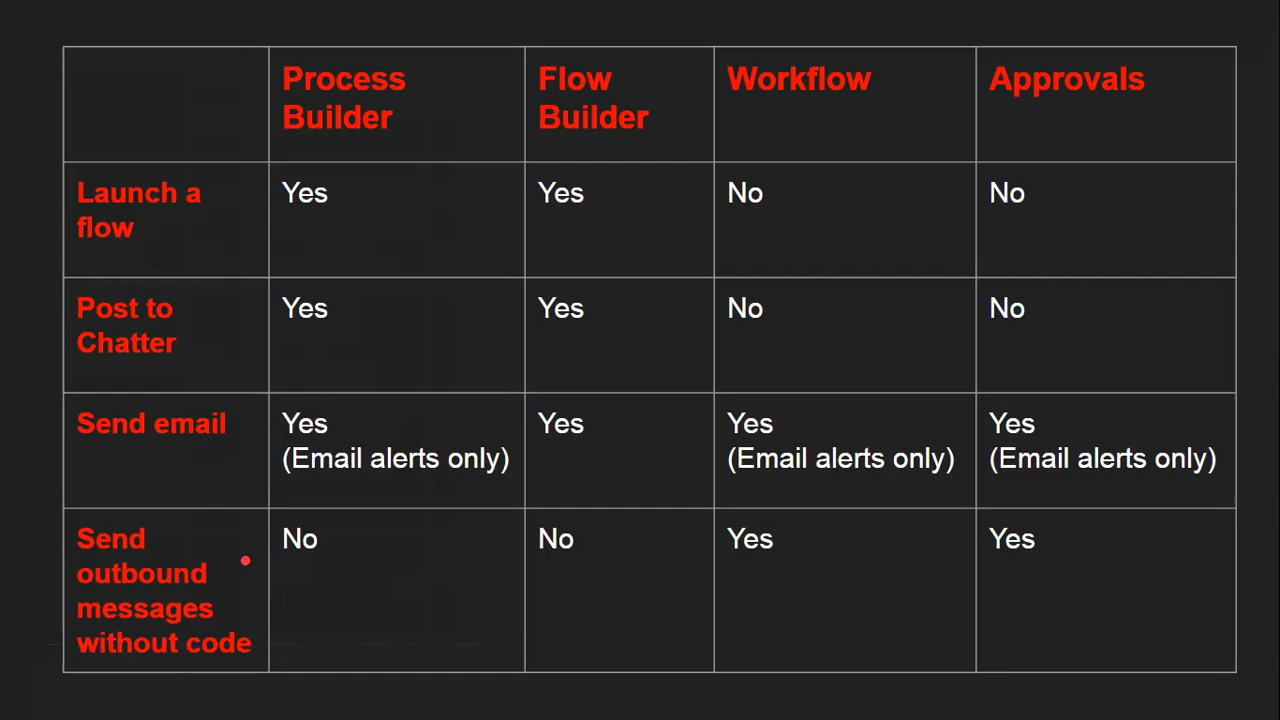 Process
Builder
Flow
Builder
Workflow
Approvals
Launch a
flow
Yes
Yes
No
No
Post to
Chatter
Yes
Yes
No
No
Send email
Yes
(Email alerts only)
Yes
Yes
(Email alerts only)
Yes
(Email alerts only)
Send
outbound
messages
without code
No
No
Yes
Yes